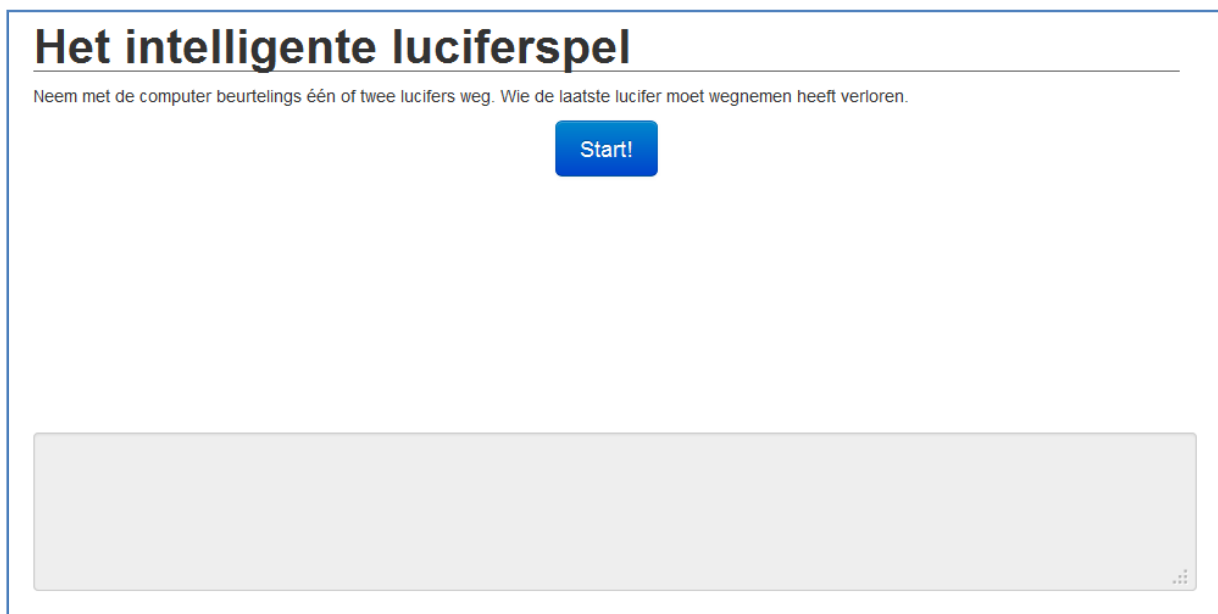 Het intelligente luciferspel
Neem met de computer beurtelings één of twee lucifers weg. Wie de laatste lucifer moet wegnemen heeft verloren.
Start!